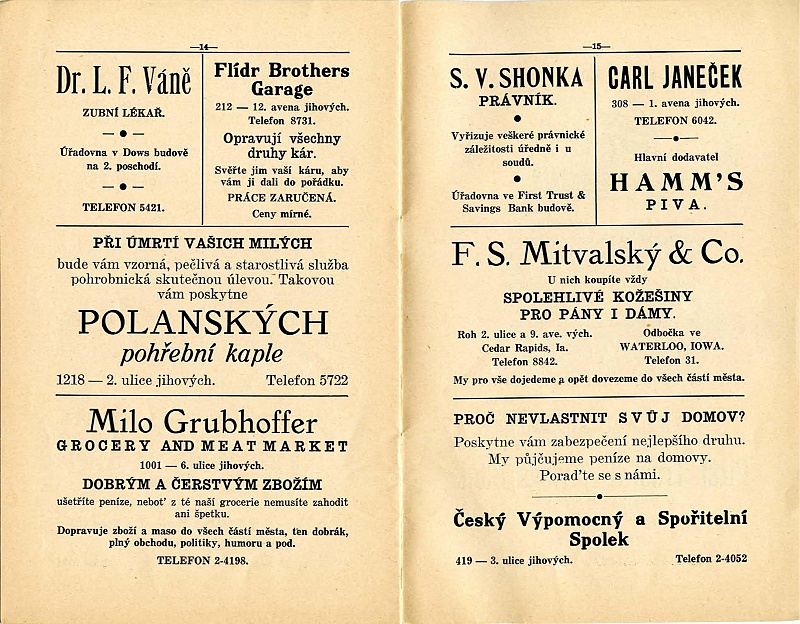 —14—
Dr. L. F. Váně
ZUBNÍ LÉKAŘ.
Úřadovna v Dows budově
na 2. poschodí.
TELEFON 5421.
Flídr Brothers
Garage
212 — 12. avena jihových.
Telefon 8731.
Opravují všechny
druhy kár.
Svěřte jim vaší káru, aby
vám ji dali do pořádku.
PRÁCE ZARUČENÁ.
Ceny mírné.
PŘI ÚMRTÍ VAŠICH MILÝCH
bude vám vzorná, pečlivá a starostlivá služba
pohrobnická skutečnou úlevou. Takovou
vám poskytne
POLANSKÝCH
pohřební kaple
1218 — 2. ulice jihových. Telefon 5722
Milo Grubhoffer
GROCERY AND MEAT MARKET
1001 — 6. ulice jihových.
DOBRÝM A ČERSTVÝM ZBOŽÍM
ušetříte peníze, neboť z té naší grocerie nemusíte zahodit
ani špetku.
Dopravuje zboží a maso do všech částí města, ten dobrák,
plný obchodu, politiky, humoru a pod.
TELEFON 2-4198.
—15—
S. V. SHONKA
PRÁVNÍK.
Vyřizuje veškeré právnické
záležitosti úředně i u
soudů.
Úřadovna ve First Trust &
Savings Bank budově.
CARL JANEČEK
308 — 1. avena jihových.
TELEFON 6042.
Hlavní dodavatel
HAMM'S
PIVA.
F. S. Mitvalský & Co.
U nich koupíte vždy
SPOLEHLIVÉ KOŽEŠINY
PRO PÁNY I DÁMY.
Roh 2. ulice a 9. ave. vých.
Cedar Rapids, Ia.
Telefon 8842.
Odbočka ve
WATERLOO, IOWA.
Telefon 31.
My pro vše dojedeme a opět dovezeme do všech částí města.
PROČ NEVLASTNIT SVŮJ DOMOV?
Poskytne vám zabezpečení nejlepšího druhu.
My půjčujeme peníze na domovy.
Poraďte se s námi.
Český Výpomocný a Spořitelní
Spolek
419 — 3. ulice jihových. Telefon 2-4052